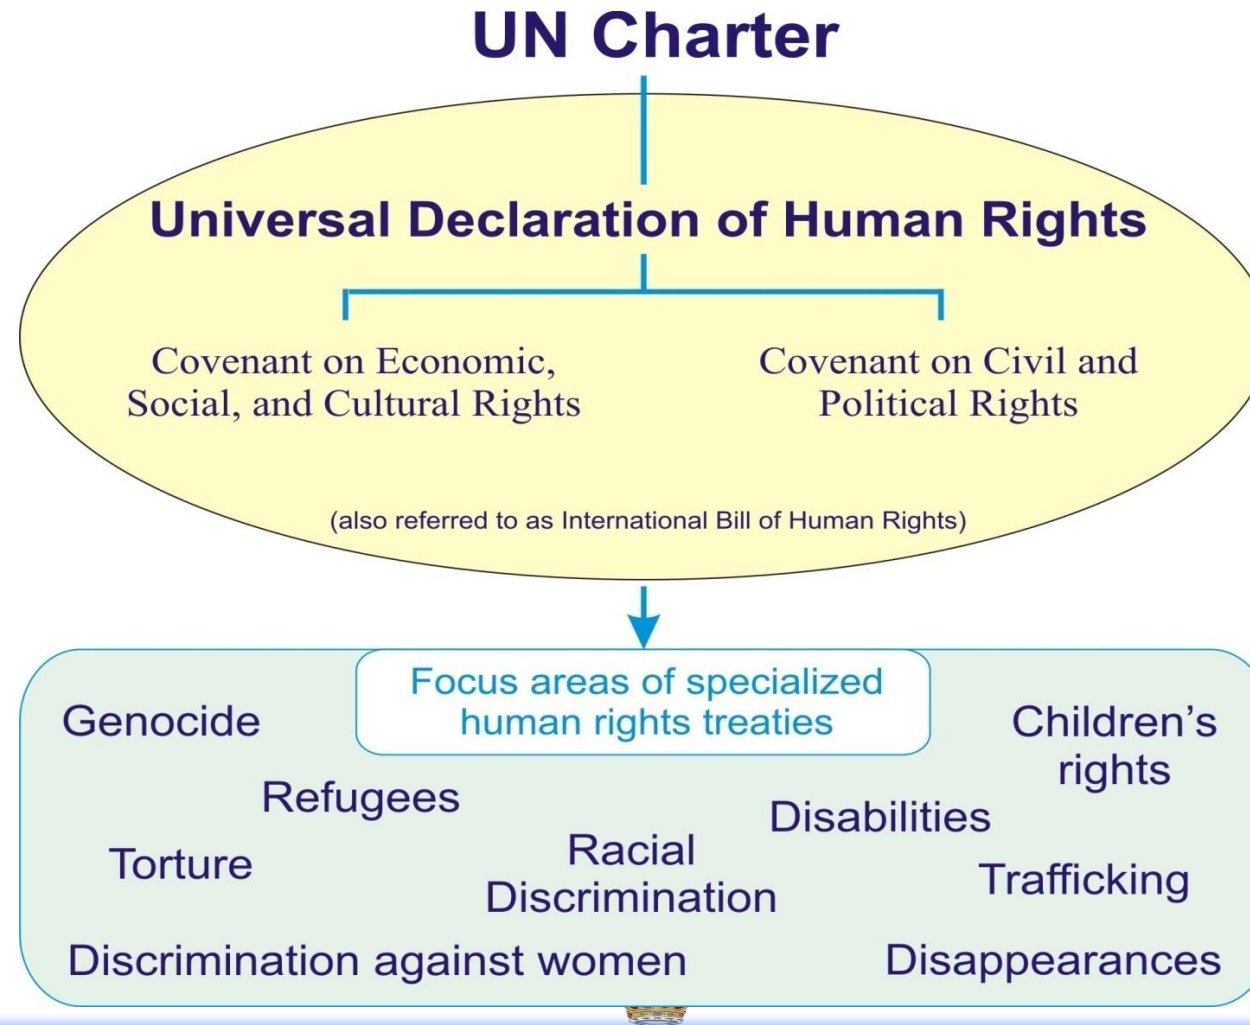 UN Charter
Universal Declaration of Human Rights
Covenant on Economic,
Social, and Cultural Rights
Covenant on Civil and
Political Rights
(also referred to as International Bill of Human Rights)
Focus areas of specialized
human rights treaties
Genocide
Children’s
rights
Refugees
Disabilities
Torture
Racial
Discrimination
Trafficking
Discrimination against women
Disappearances